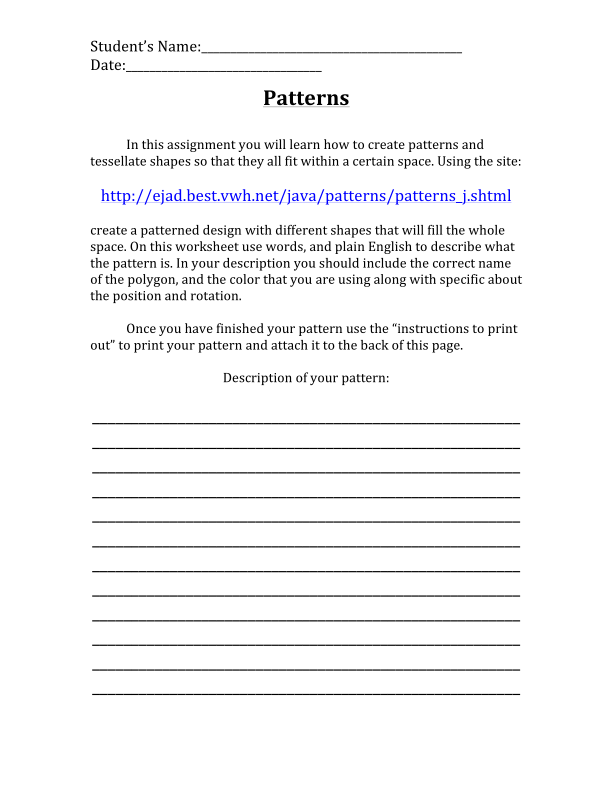 Student’s Name:___________________________________________
Date:________________________________
Patterns
In this assignment you will learn how to create patterns and
tessellate shapes so that they all fit within a certain space. Using the site:
http://ejad.best.vwh.net/java/patterns/patterns_j.shtml
create a patterned design with different shapes that will fill the whole
space. On this worksheet use words, and plain English to describe what
the pattern is. In your description you should include the correct name
of the polygon, and the color that you are using along with specific about
the position and rotation.
Once you have finished your pattern use the “instructions to print
out” to print your pattern and attach it to the back of this page.
Description of your pattern: